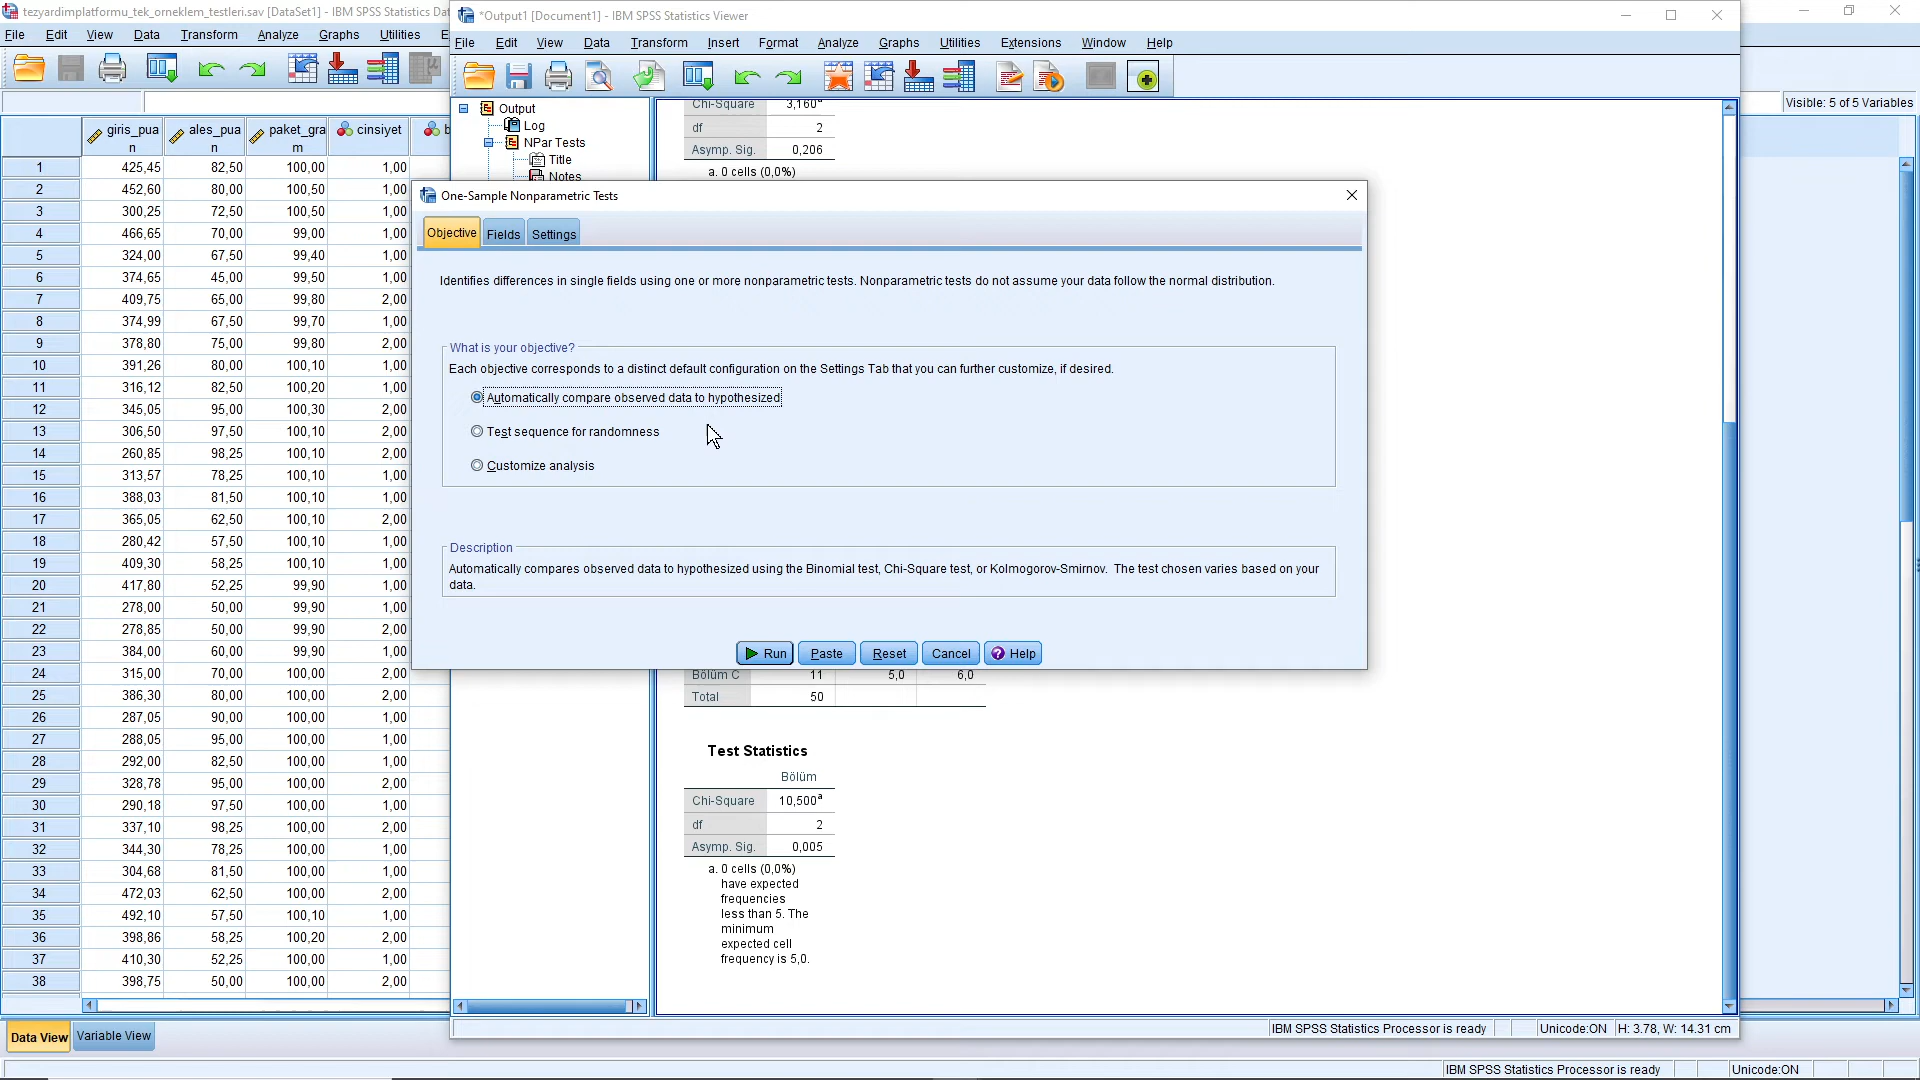 tezyardimplatformu_tek_orneklem_testleri.sav [DataSet1] - IBM SPSS Statistics Dat
File Edit View Data Transform Analyze Graphs Utilities E
Visible: 5 of 5 Variables
giris_puan ales_puan paket_gram cinsiyet b
1 425,45 82,50 100,00 1,00
2 452,60 80,00 100,50 1,00
3 300,25 72,50 100,50 1,00
4 466,65 70,00 99,00 1,00
5 324,00 67,50 99,40 1,00
6 374,65 45,00 99,50 1,00
7 409,75 65,00 99,80 2,00
8 374,99 67,50 99,70 1,00
9 378,80 75,00 99,80 2,00
10 391,26 80,00 100,10 1,00
11 316,12 82,50 100,20 1,00
12 345,05 95,00 100,30 2,00
13 306,50 97,50 100,10 2,00
14 260,85 98,25 100,10 2,00
15 313,57 78,25 100,10 1,00
16 388,03 81,50 100,10 1,00
17 365,05 62,50 100,10 2,00
18 280,42 57,50 100,10 1,00
19 409,30 58,25 100,10 1,00
20 417,80 52,25 99,90 1,00
21 278,00 50,00 99,90 1,00
22 278,85 50,00 99,90 2,00
23 384,00 60,00 99,90 1,00
24 315,00 70,00 100,00 2,00
25 386,30 80,00 100,00 2,00
26 287,05 90,00 100,00 1,00
27 288,05 95,00 100,00 1,00
28 292,00 82,50 100,00 1,00
29 328,78 95,00 100,00 2,00
30 290,18 97,50 100,00 1,00
31 337,10 98,25 100,00 2,00
32 344,30 78,25 100,00 1,00
33 304,68 81,50 100,00 1,00
34 472,03 62,50 100,00 2,00
35 492,10 57,50 100,10 1,00
36 398,86 58,25 100,20 2,00
37 410,30 52,25 100,00 1,00
38 398,75 50,00 100,00 2,00
Data View Variable View
IBM SPSS Statistics Processor is ready Unicode:ON
*Output1 [Document1] - IBM SPSS Statistics Viewer
File Edit View Data Transform Insert Format Analyze Graphs Utilities Extensions Window Help
Output
Log
NPar Tests
Title
Notes
Chi-Square 3,160a
df 2
Asymp. Sig. 0,206
a. 0 cells (0,0%)
One-Sample Nonparametric Tests
Objective Fields Settings
Identifies differences in single fields using one or more nonparametric tests. Nonparametric tests do not assume your data follow the normal distribution.
What is your objective?
Each objective corresponds to a distinct default configuration on the Settings Tab that you can further customize, if desired.
Automatically compare observed data to hypothesized
Test sequence for randomness
Customize analysis
Description
Automatically compares observed data to hypothesized using the Binomial test, Chi-Square test, or Kolmogorov-Smirnov. The test chosen varies based on your
data.
Run Paste Reset Cancel Help
Bölüm C 11 5,0 6,0
Total 50
Test Statistics
Bölüm
Chi-Square 10,500a
df 2
Asymp. Sig. 0,005
a. 0 cells (0,0%)
have expected
frequencies
less than 5. The
minimum
expected cell
frequency is 5,0.
IBM SPSS Statistics Processor is ready Unicode:ON H: 3.78, W: 14.31 cm